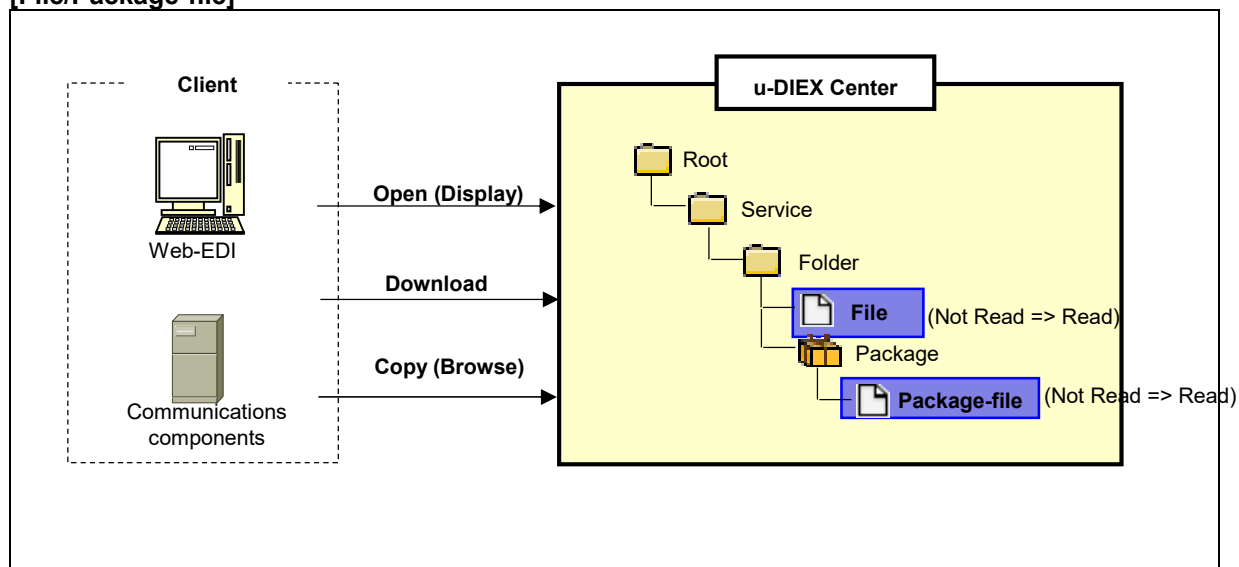 [File/Package-file]
Client
u-DIEX Center
Root
Open (Display)
Service
Web-EDI
Folder
Download
File
(Not Read => Read)
Package
Copy (Browse)
Package-file
(Not Read => Read)
Communications
components